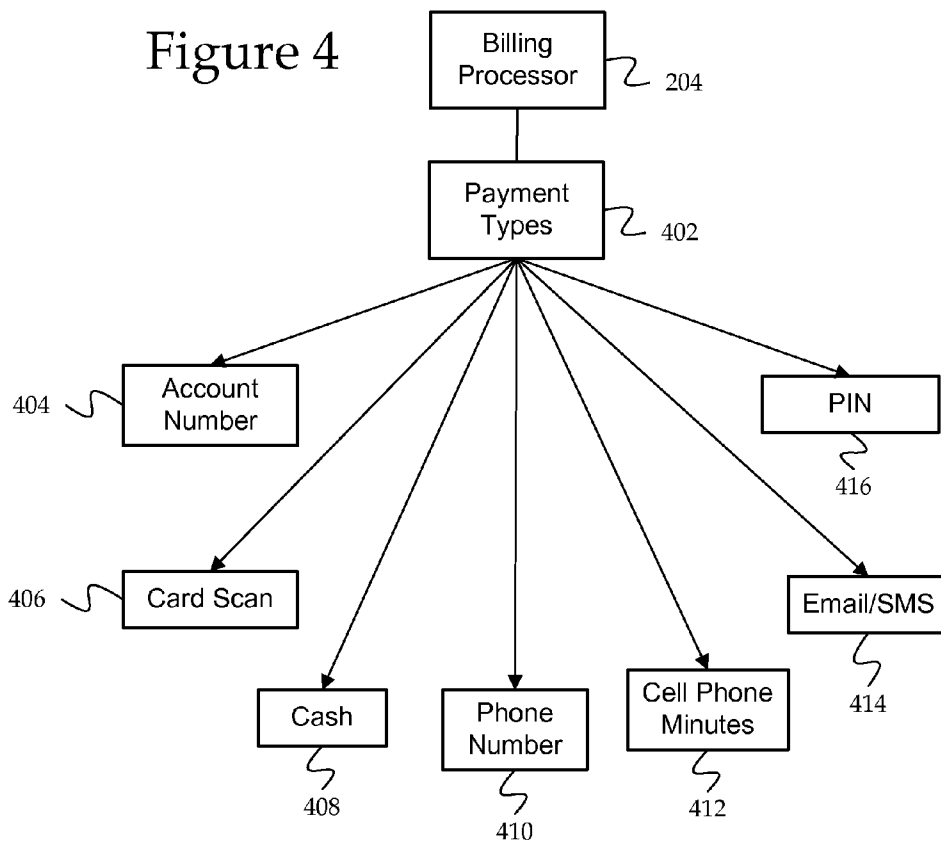 Figure 4
Billing
Processor
204
Payment
Types
402
Account
Number
404
PIN
416
Card Scan
406
Email/SMS
414
Cash
408
Phone
Number
410
Cell Phone
Minutes
412